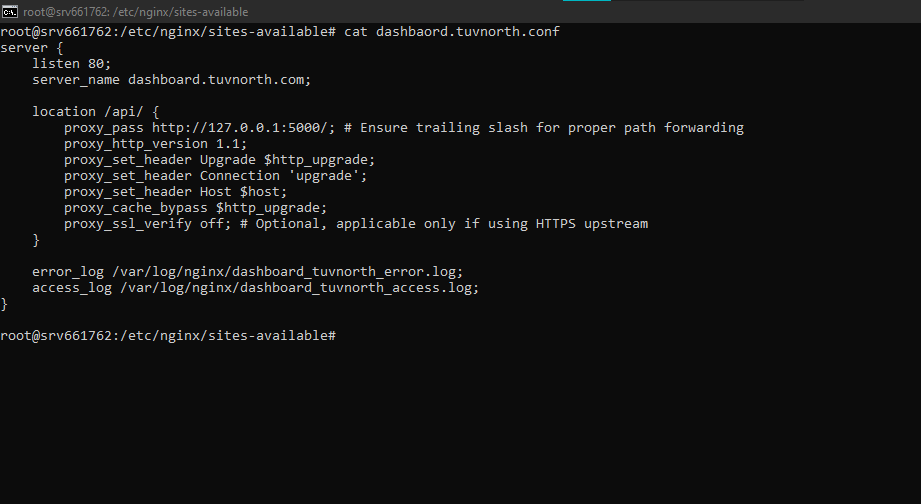 root@srv661762: /etc/nginx/sites-available
root@srv661762:/etc/nginx/sites-available# cat dashbaord.tuvnorth.conf
server {
    listen 80;
    server_name dashboard.tuvnorth.com;

    location /api/ {
        proxy_pass http://127.0.0.1:5000/; # Ensure trailing slash for proper path forwarding
        proxy_http_version 1.1;
        proxy_set_header Upgrade $http_upgrade;
        proxy_set_header Connection 'upgrade';
        proxy_set_header Host $host;
        proxy_cache_bypass $http_upgrade;
        proxy_ssl_verify off; # Optional, applicable only if using HTTPS upstream
    }

    error_log /var/log/nginx/dashboard_tuvnorth_error.log;
    access_log /var/log/nginx/dashboard_tuvnorth_access.log;
}

root@srv661762:/etc/nginx/sites-available#